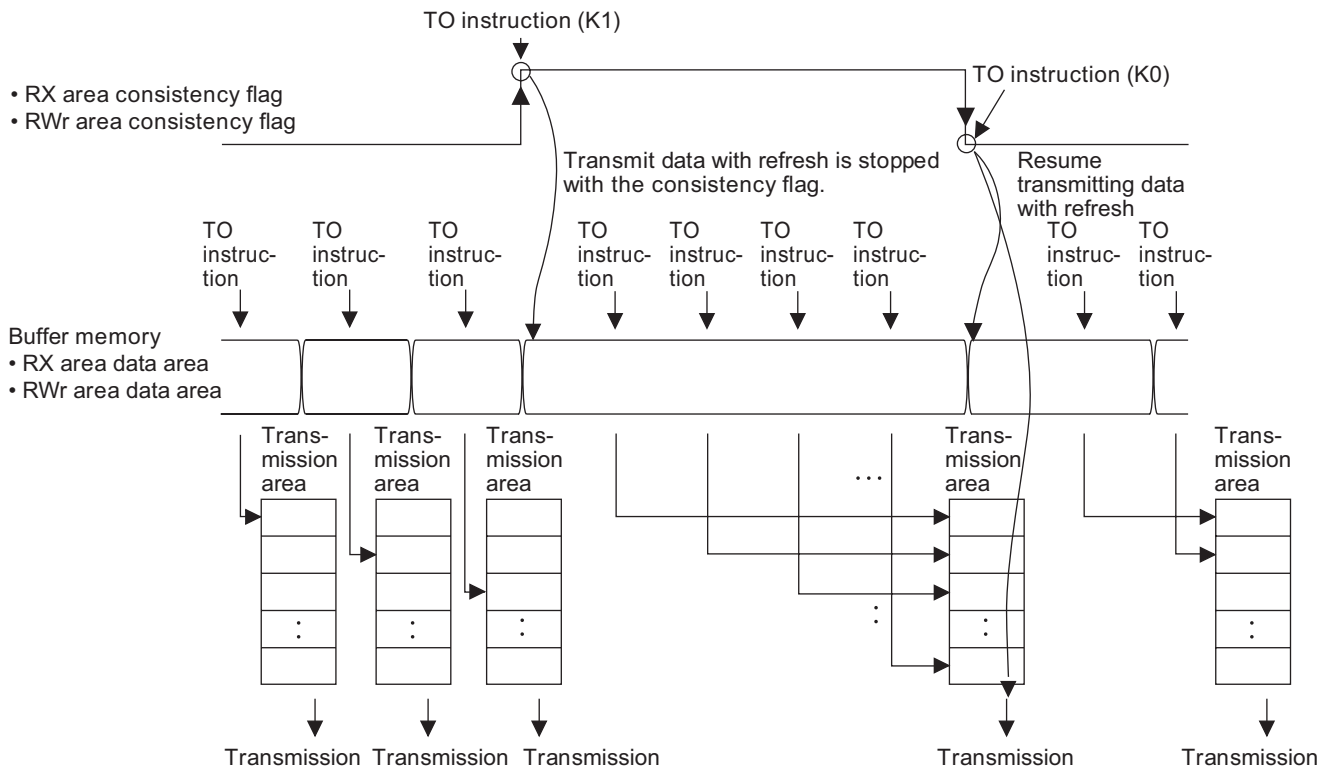 TO instruction (K1)
TO instruction (K0)
• RX area consistency flag
• RWr area consistency flag
Transmit data with refresh is stopped
with the consistency flag.
Resume
transmitting data
with refresh
TO
instruc-
tion
TO
instruc-
tion
TO
instruc-
tion
TO
instruc-
tion
TO
instruc-
tion
TO
instruc-
tion
TO
instruc-
tion
TO
instruc-
tion
TO
instruc-
tion
Buffer memory
• RX area data area
• RWr area data area
Trans-
mission
area
Trans-
mission
area
Trans-
mission
area
Trans-
mission
area
Trans-
mission
area
Transmission
Transmission
Transmission
Transmission
Transmission